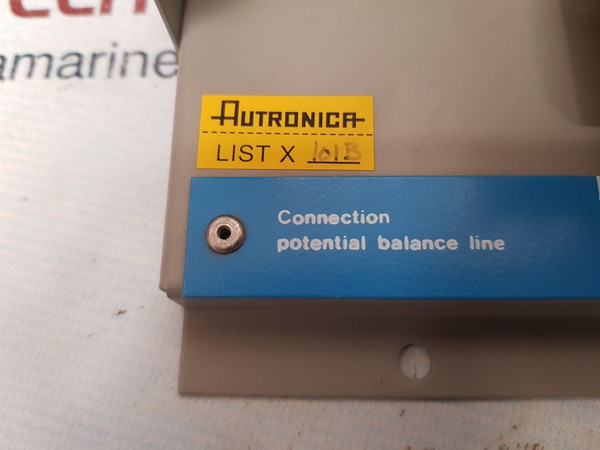 amarine
AUTRONICA
LIST X 101B
Connection
potential balance line